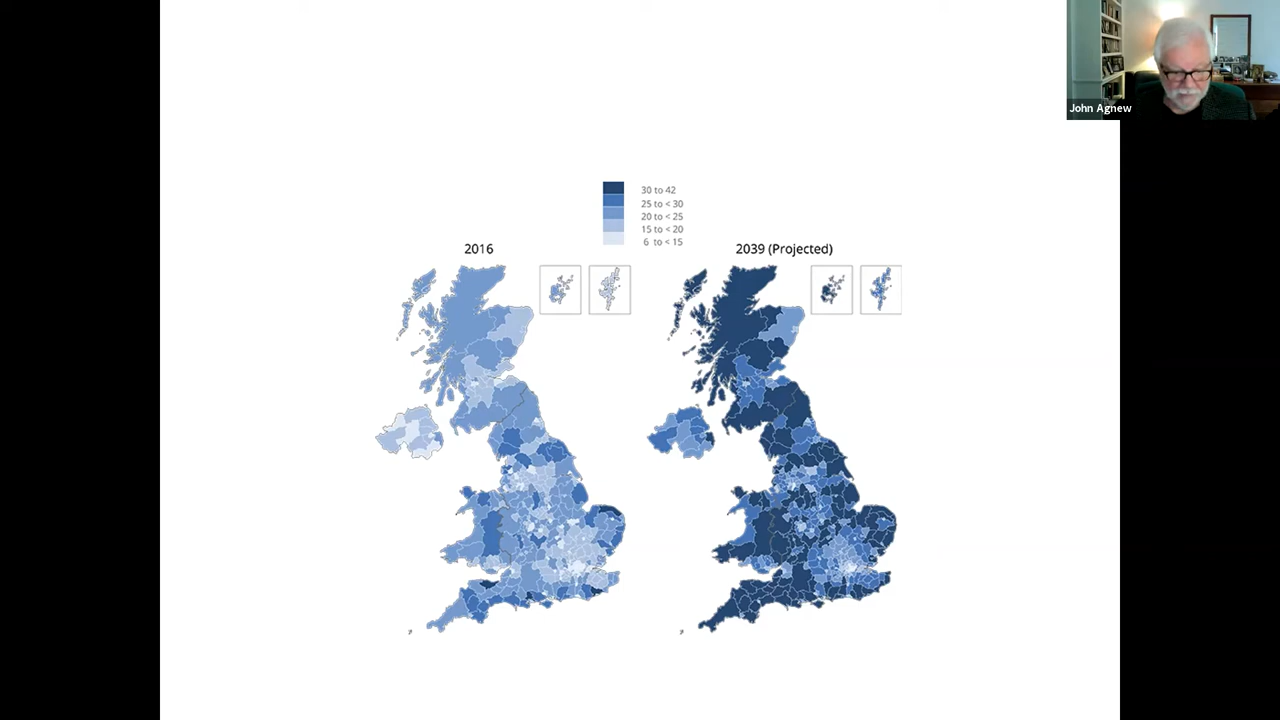 John Agnew
30 to 42
25 to < 30
20 to < 25
15 to < 20
6 to < 15
2016
2039 (Projected)